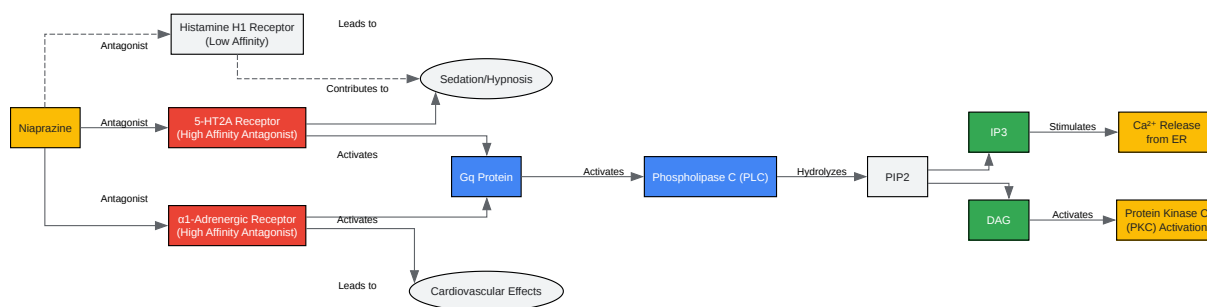 Histamine H1 Receptor
(Low Affinity)
Leads to
Antagonist
Sedation/Hypnosis
Contributes to
Niaprazine
Antagonist
5-HT2A Receptor
(High Affinity Antagonist)
Activates
Gq Protein
Activates
Phospholipase C (PLC)
Hydrolyzes
PIP2
IP3
Stimulates
Ca²⁺ Release
from ER
Antagonist
α1-Adrenergic Receptor
(High Affinity Antagonist)
Activates
DAG
Activates
Protein Kinase C
(PKC) Activation
Leads to
Cardiovascular Effects